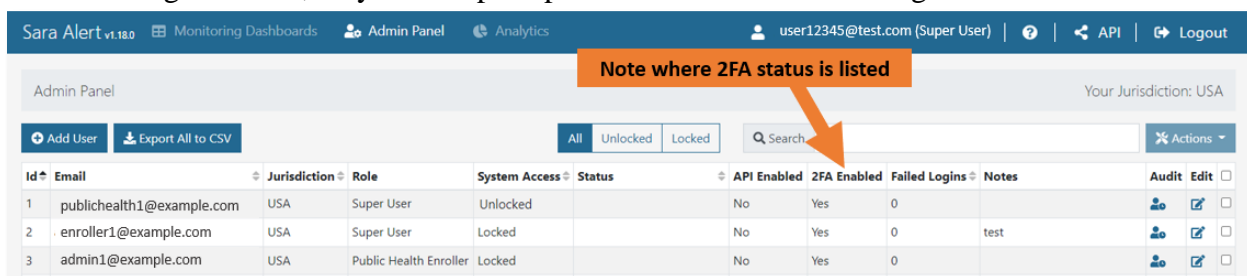 Sara Alert v1.18.0 Monitoring Dashboards Admin Panel Analytics user12345@test.com (Super User) | ? | API | Logout
Note where 2FA status is listed
Admin Panel Your Jurisdiction: USA
Add User Export All to CSV All Unlocked Locked Search Actions
Id Email Jurisdiction Role System Access Status API Enabled 2FA Enabled Failed Logins Notes Audit Edit
1 publichealth1@example.com USA Super User Unlocked No Yes 0
2 enroller1@example.com USA Super User Locked No Yes 0 test
3 admin1@example.com USA Public Health Enroller Locked No Yes 0